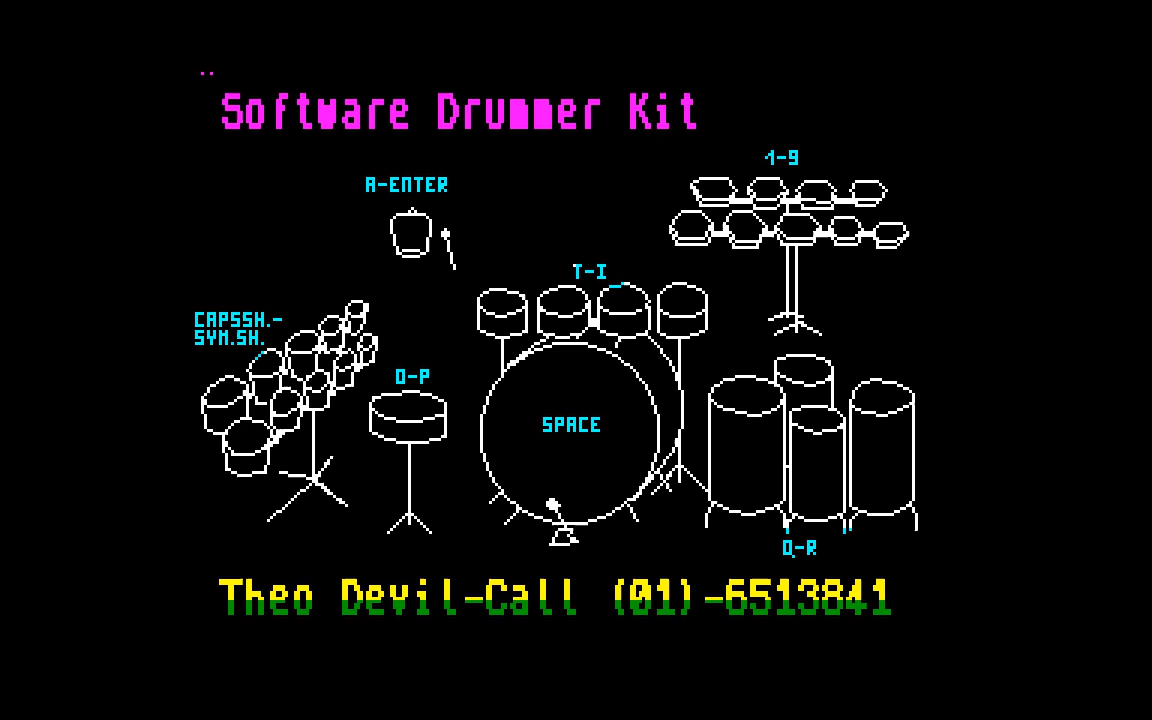 Software Drummer Kit
1-9
A-ENTER
T-I
CAPSSH.-
SYM.SH.
O-P
SPACE
Q-R
Theo Devil-Call (01)-6513841